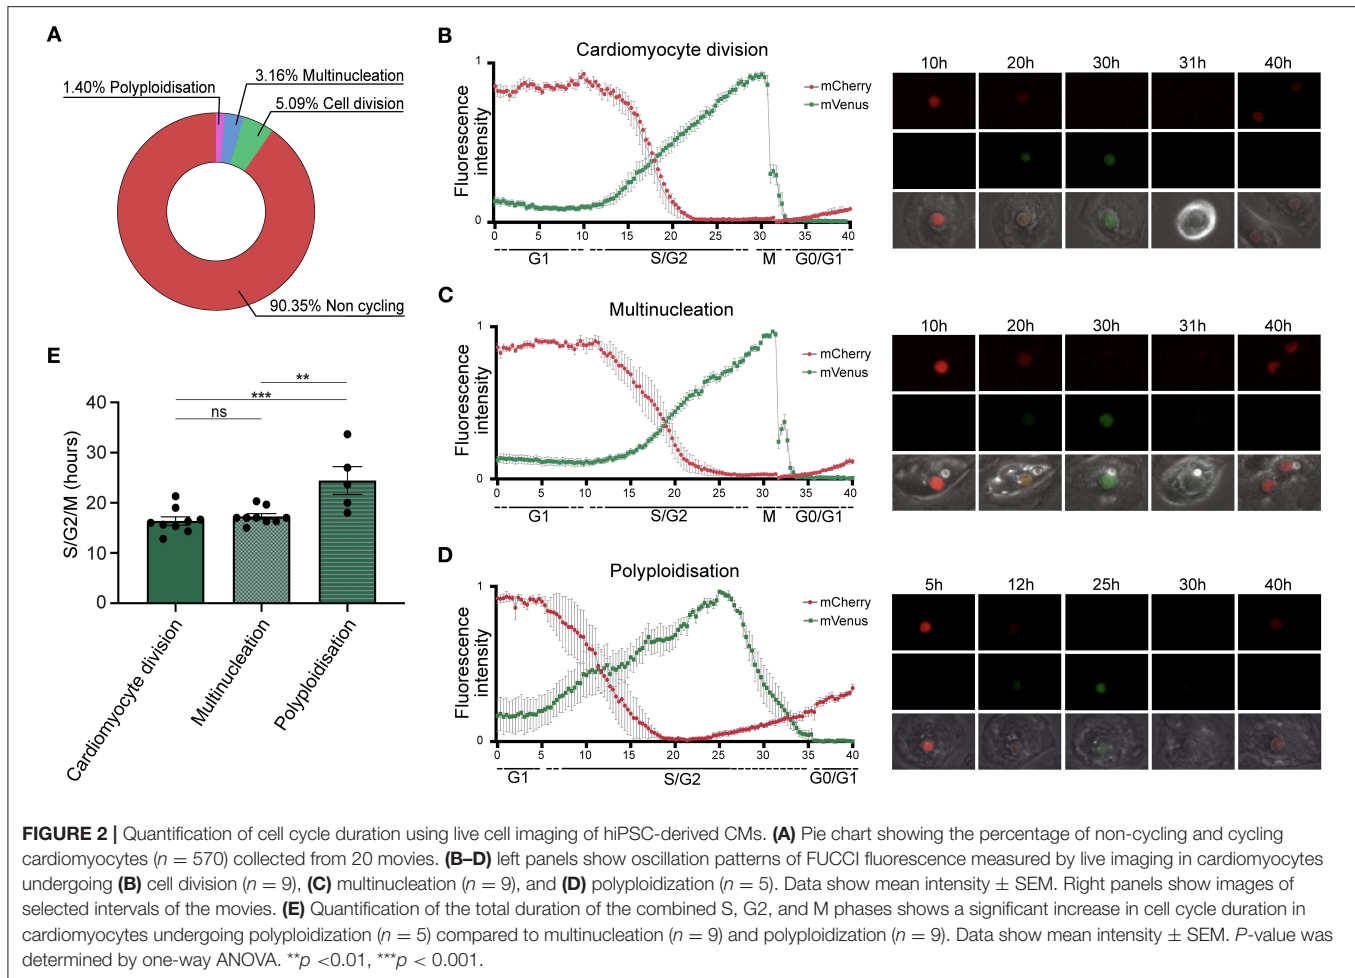 A
1.40% Polyploidisation
3.16% Multinucleation
5.09% Cell division
90.35% Non cycling
B
Cardiomyocyte division
Fluorescence
intensity
1
0
mCherry
mVenus
0 5 10 15 20 25 30 35 40
G1 S/G2 M G0/G1
10h 20h 30h 31h 40h
C
Multinucleation
Fluorescence
intensity
1
0
mCherry
mVenus
0 5 10 15 20 25 30 35 40
G1 S/G2 M G0/G1
10h 20h 30h 31h 40h
E
S/G2/M (hours)
40
30
20
10
0
ns
***
**
Cardiomyocyte division
Multinucleation
Polyploidisation
D
Polyploidisation
Fluorescence
intensity
1
0
mCherry
mVenus
0 5 10 15 20 25 30 35 40
G1 S/G2 G0/G1
5h 12h 25h 30h 40h
FIGURE 2 | Quantification of cell cycle duration using live cell imaging of hiPSC-derived CMs. (A) Pie chart showing the percentage of non-cycling and cycling
cardiomyocytes (n = 570) collected from 20 movies. (B–D) left panels show oscillation patterns of FUCCI fluorescence measured by live imaging in cardiomyocytes
undergoing (B) cell division (n = 9), (C) multinucleation (n = 9), and (D) polyploidization (n = 5). Data show mean intensity ± SEM. Right panels show images of
selected intervals of the movies. (E) Quantification of the total duration of the combined S, G2, and M phases shows a significant increase in cell cycle duration in
cardiomyocytes undergoing polyploidization (n = 5) compared to multinucleation (n = 9) and polyploidization (n = 9). Data show mean intensity ± SEM. P-value was
determined by one-way ANOVA. **p <0.01, ***p < 0.001.